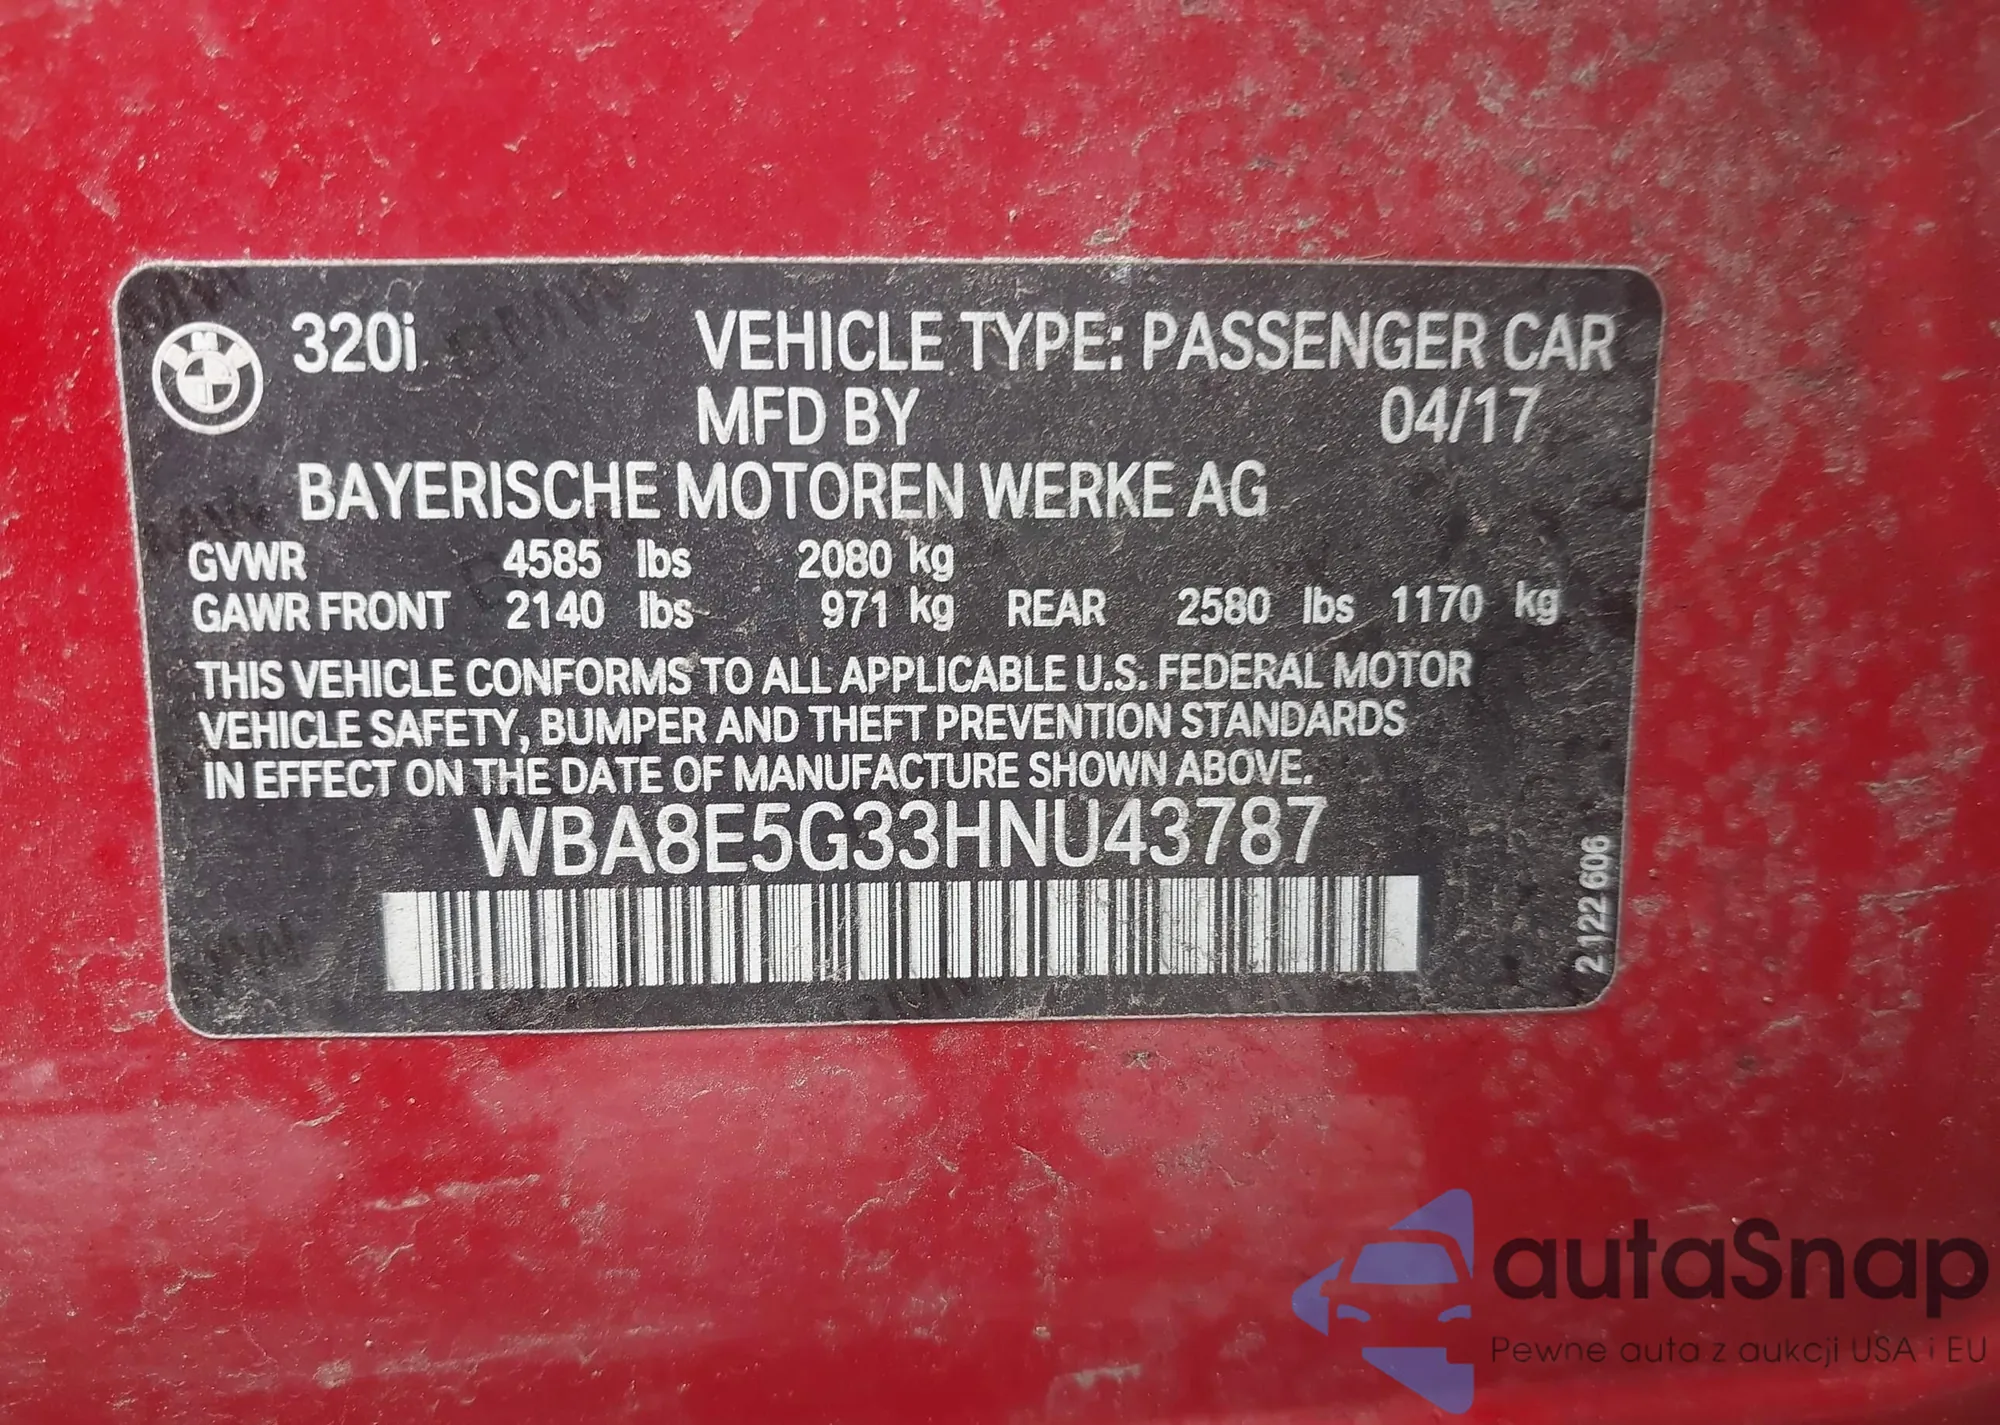 320i VEHICLE TYPE: PASSENGER CAR
MFD BY 04/17
BAYERISCHE MOTOREN WERKE AG
GVWR 4585 lbs 2080 kg
GAWR FRONT 2140 lbs 971 kg REAR 2580 lbs 1170 kg
THIS VEHICLE CONFORMS TO ALL APPLICABLE U.S. FEDERAL MOTOR
VEHICLE SAFETY, BUMPER AND THEFT PREVENTION STANDARDS
IN EFFECT ON THE DATE OF MANUFACTURE SHOWN ABOVE.
WBA8E5G33HNU43787
2 122 606
autaSnap
Pewne auta z aukcji USA i EU